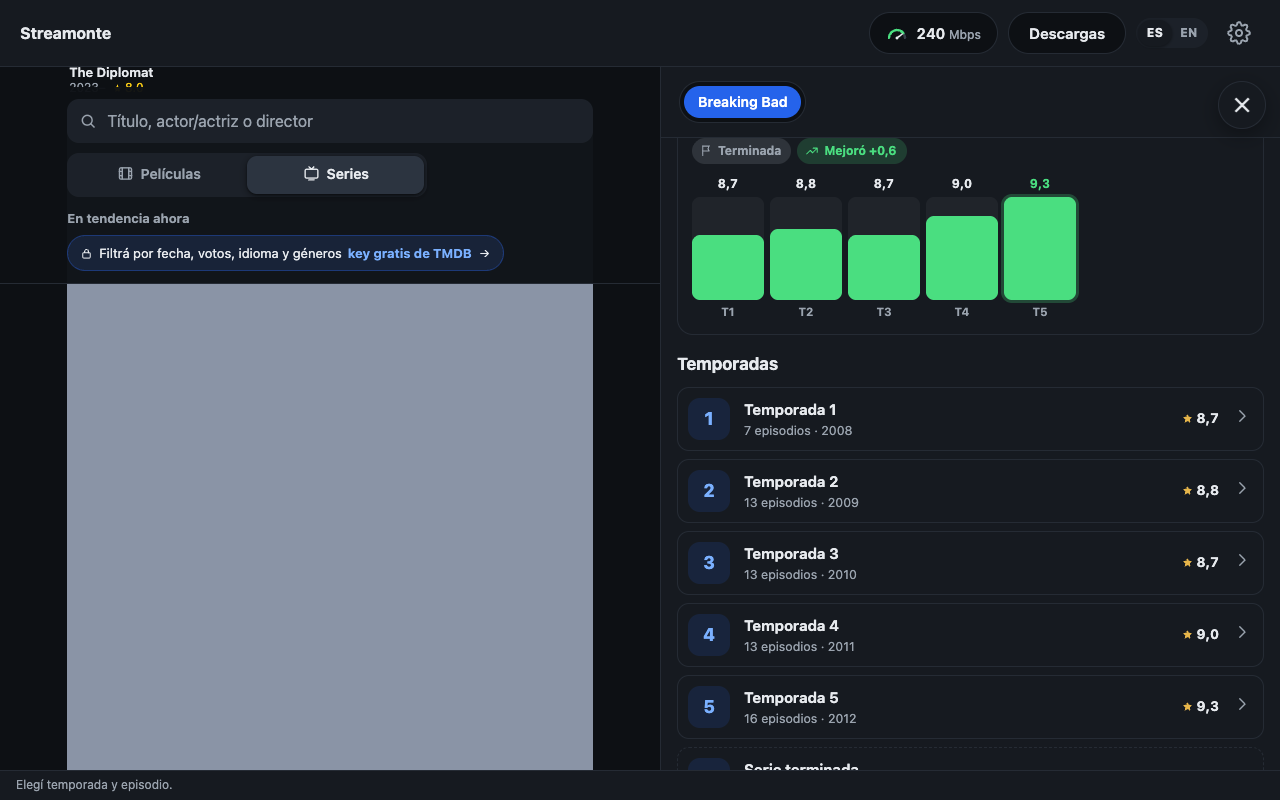 Streamonte
240 Mbps
Descargas
ES EN
The Diplomat
2023 ★ 8,0
Título, actor/actriz o director
Películas
Series
En tendencia ahora
Filtrá por fecha, votos, idioma y géneros key gratis de TMDB →
Breaking Bad
Terminada
Mejoró +0,6
8,7 8,8 8,7 9,0 9,3
T1 T2 T3 T4 T5
Temporadas
1
Temporada 1
7 episodios · 2008
★ 8,7
2
Temporada 2
13 episodios · 2009
★ 8,8
3
Temporada 3
13 episodios · 2010
★ 8,7
4
Temporada 4
13 episodios · 2011
★ 9,0
5
Temporada 5
16 episodios · 2012
★ 9,3
Serie terminada
Elegí temporada y episodio.